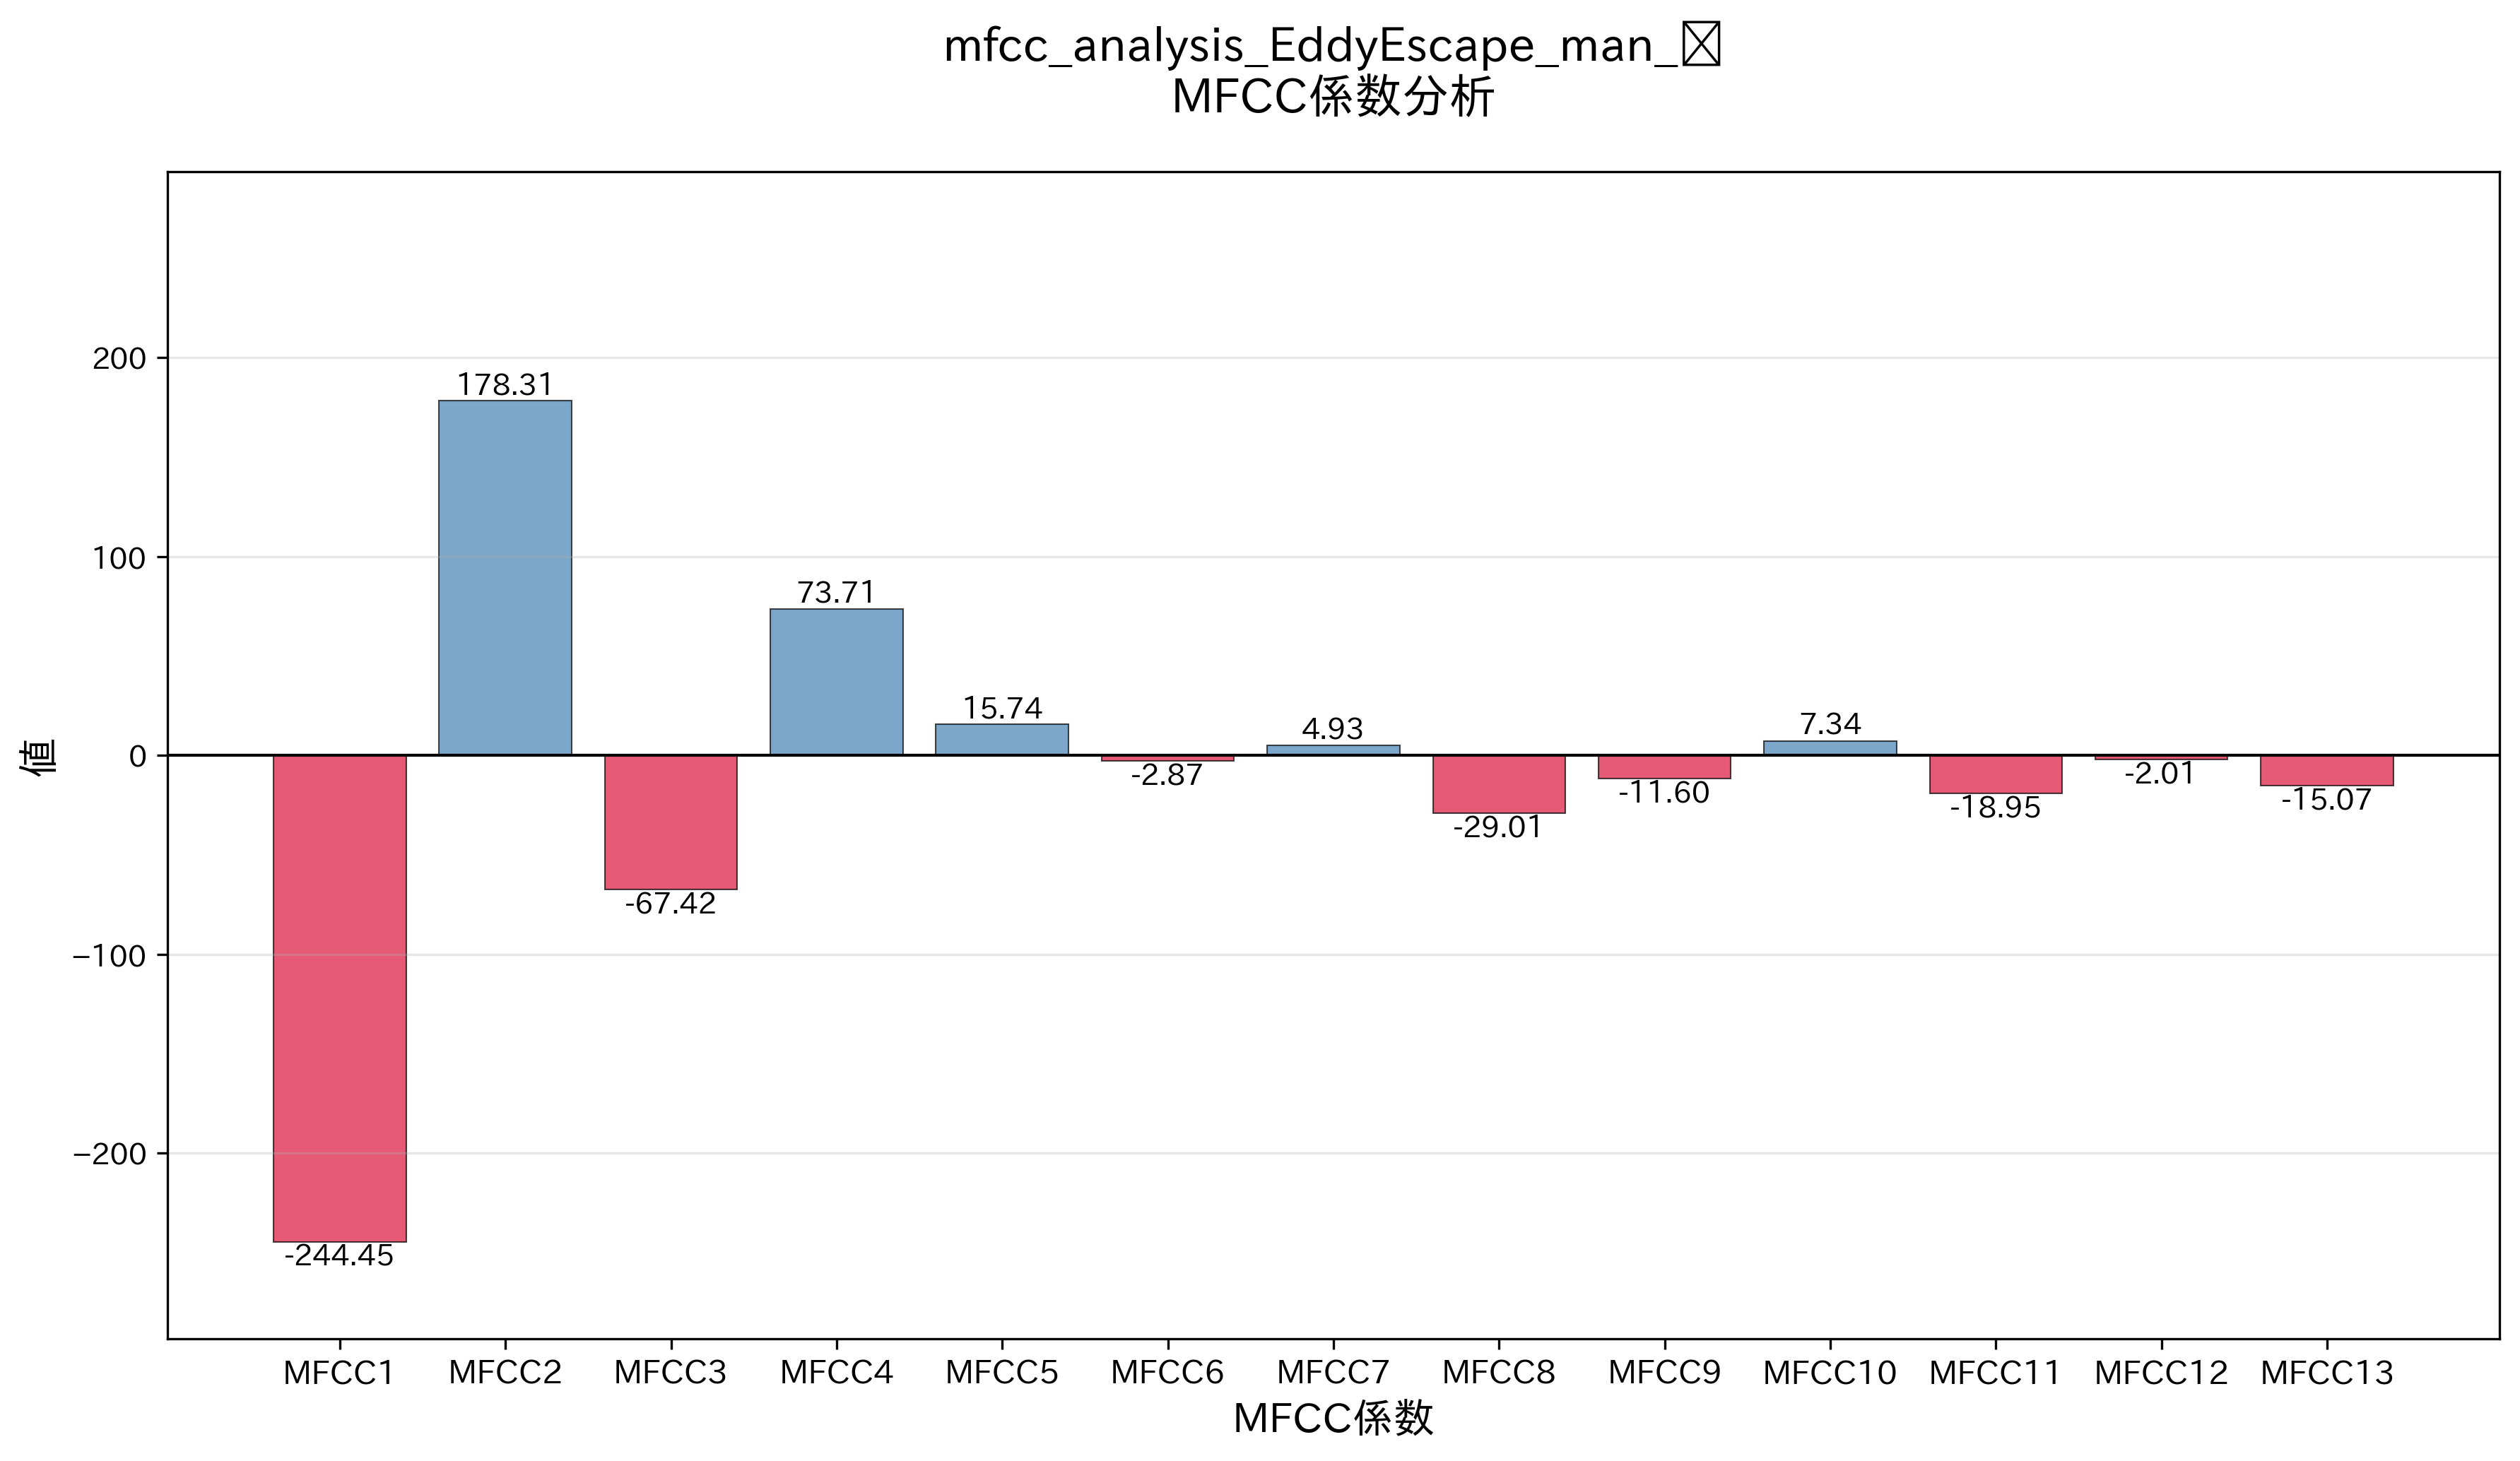 mfcc_analysis_EddyEscape_man_
MFCC係数分析
値
200
100
0
−100
−200
-244.45
178.31
-67.42
73.71
15.74
-2.87
4.93
-29.01
-11.60
7.34
-18.95
-2.01
-15.07
MFCC1
MFCC2
MFCC3
MFCC4
MFCC5
MFCC6
MFCC7
MFCC8
MFCC9
MFCC10
MFCC11
MFCC12
MFCC13
MFCC係数